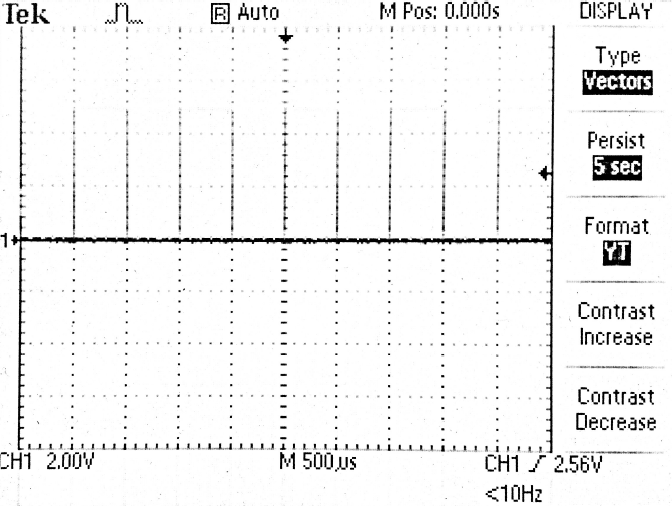 Tek R Auto M Pos: 0.000s DISPLAY
Type
Vectors
Persist
5 sec
Format
YT
Contrast
Increase
Contrast
Decrease
1
CH1 2.00V M 500µs CH1 2.56V
<10Hz